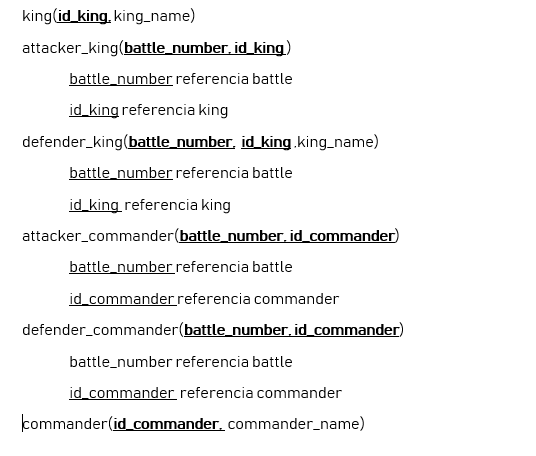 king(id_king, king_name)
attacker_king(battle_number, id_king )
battle_number referencia battle
id_king referencia king
defender_king(battle_number, id_king ,king_name)
battle_number referencia battle
id_king referencia king
attacker_commander(battle_number, id_commander)
battle_number referencia battle
id_commander referencia commander
defender_commander(battle_number, id_commander)
battle_number referencia battle
id_commander referencia commander
commander(id_commander, commander_name)